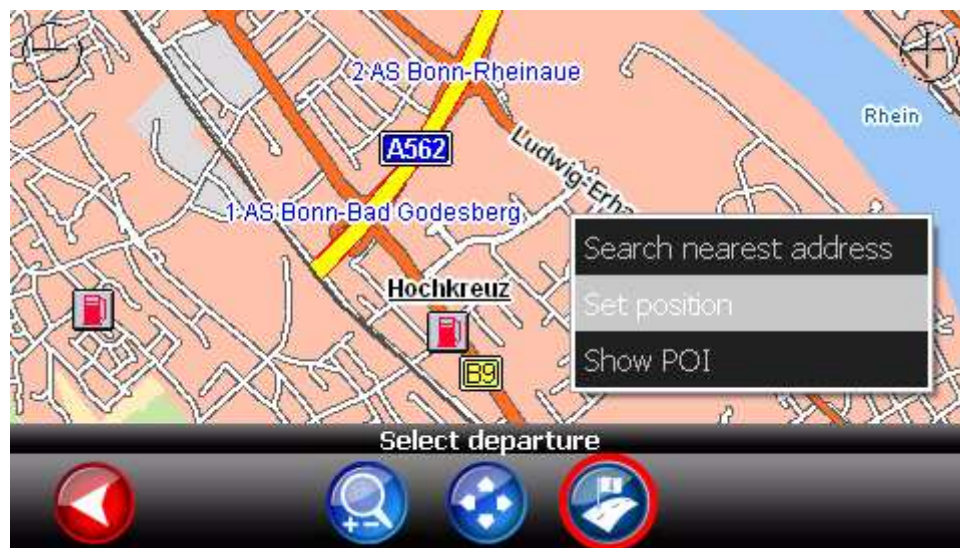 2 AS Bonn-Rheinaue
Rhein
A562
Ludwig-Erha
1 AS Bonn-Bad Godesberg
Search nearest address
Hochkreuz
Set position
Show POI
B9
Select departure